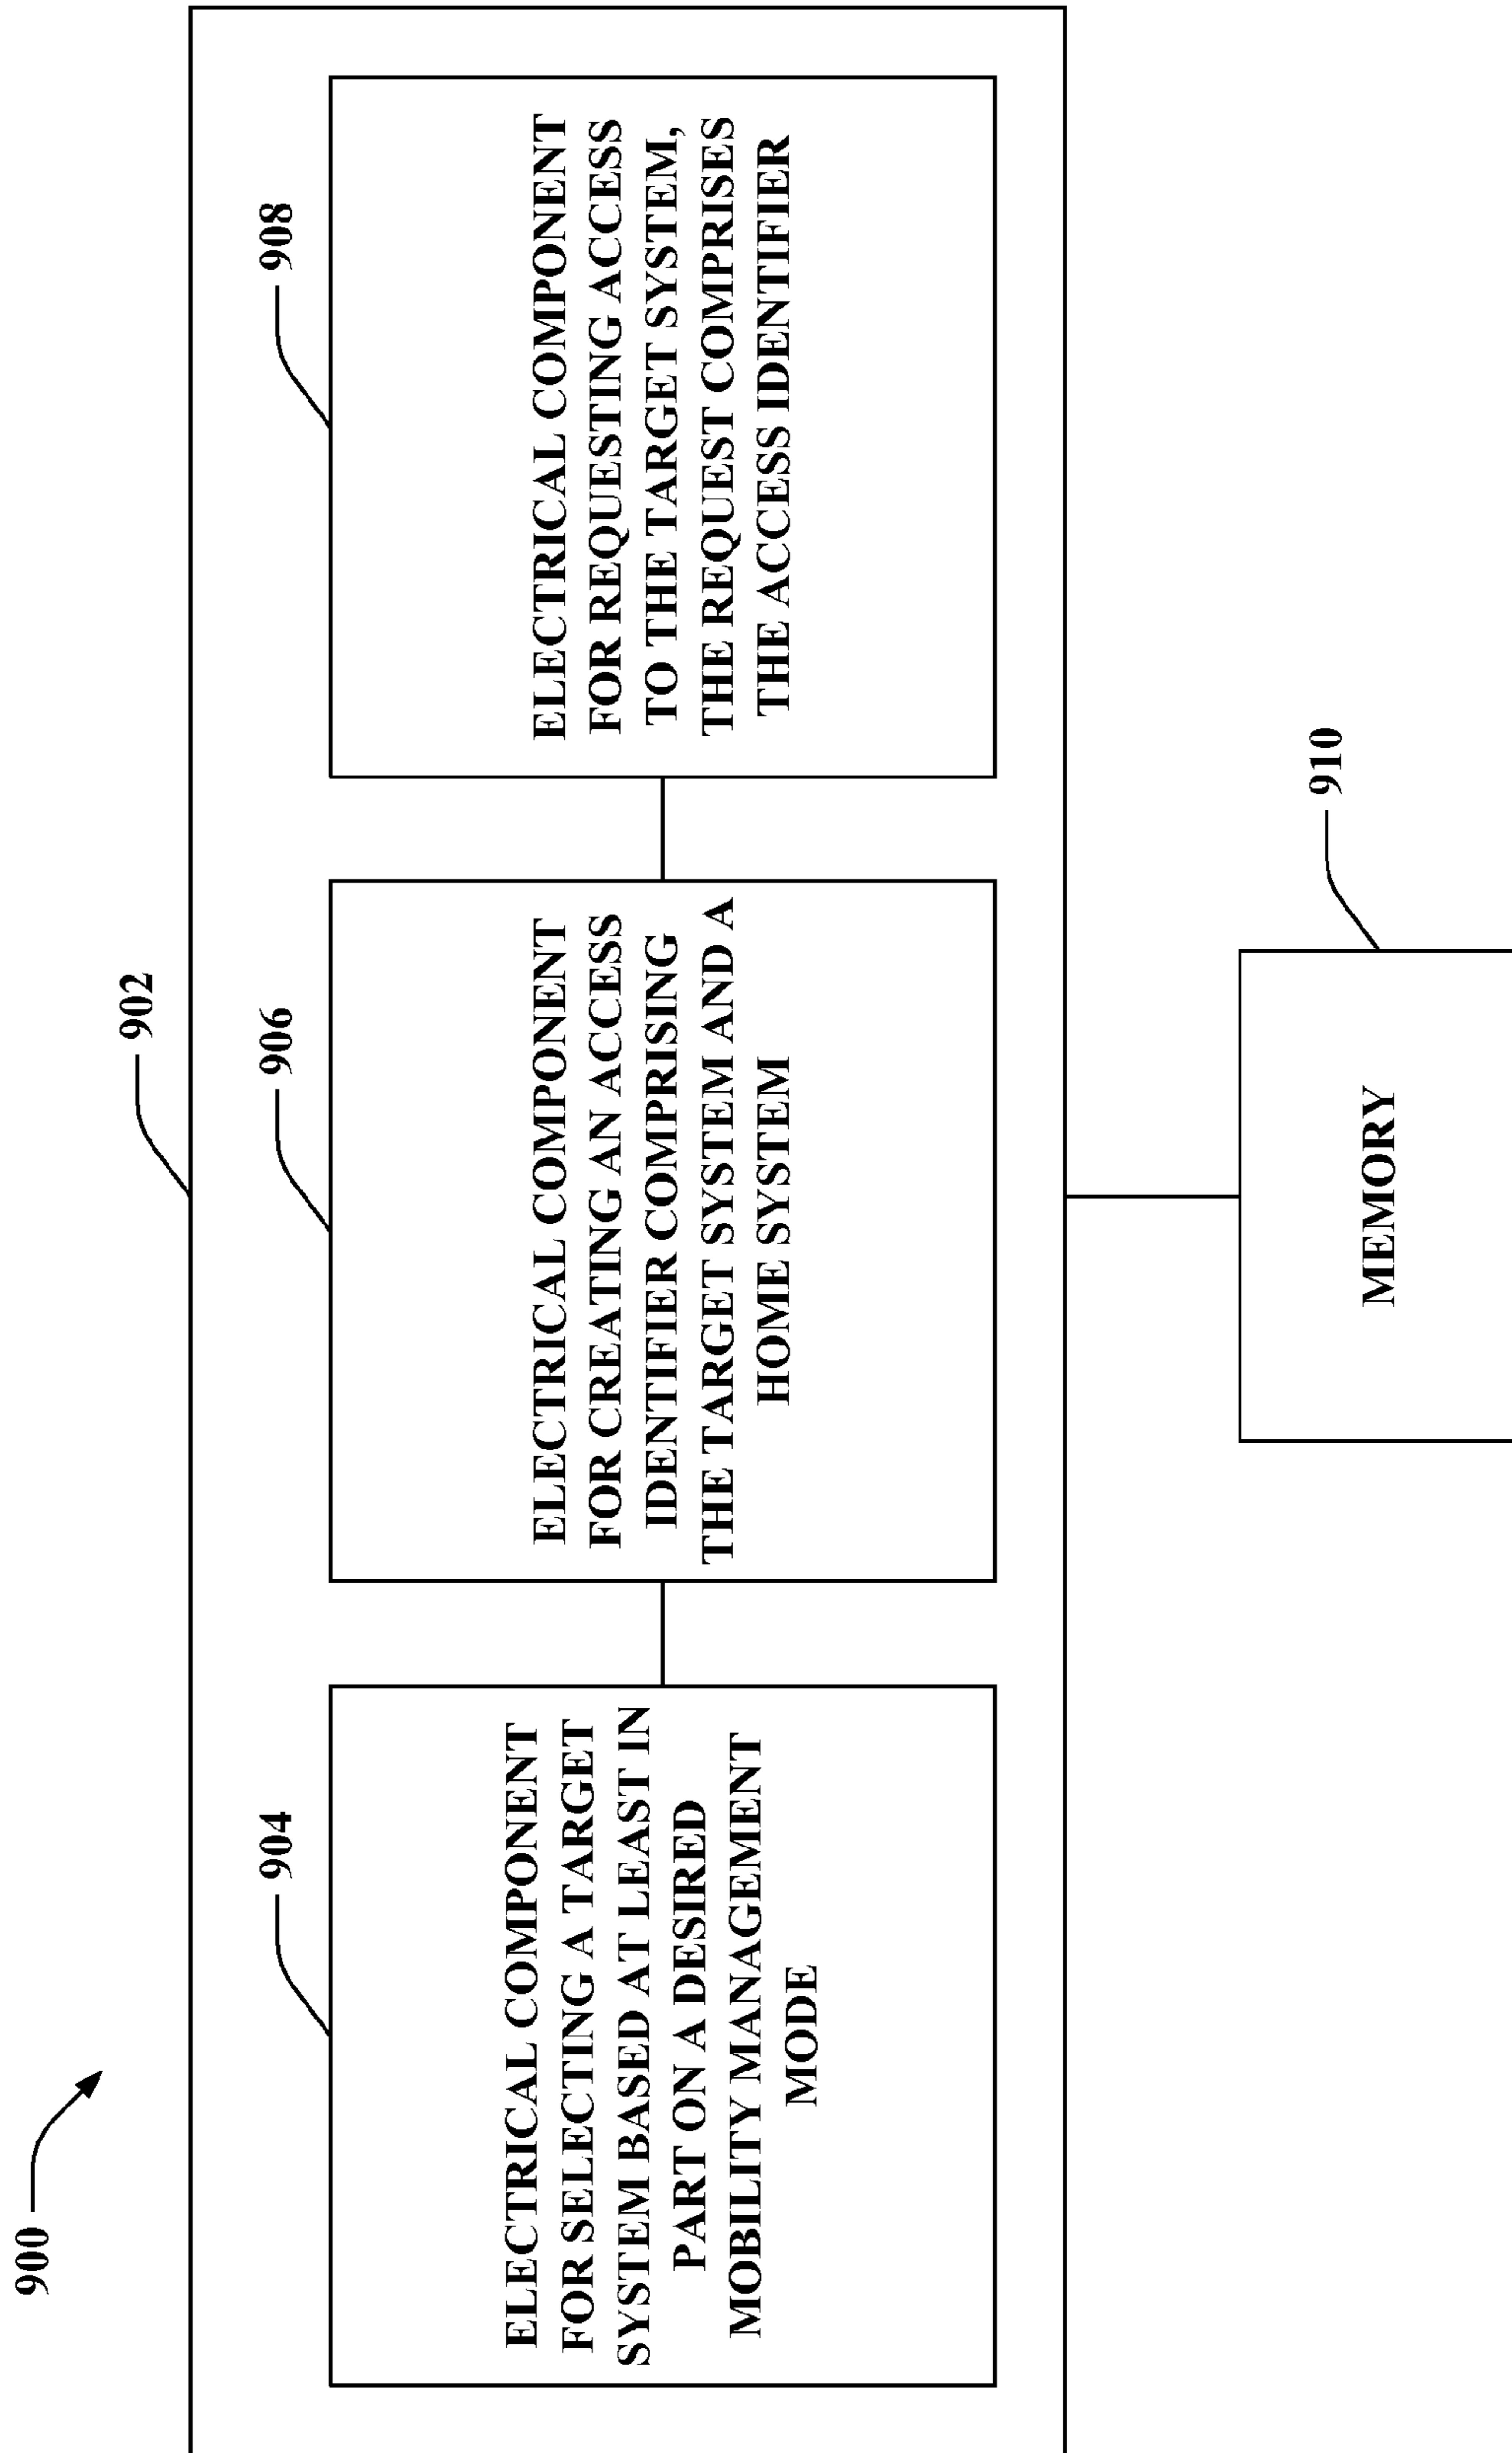 900
902
904
ELECTRICAL COMPONENT
FOR SELECTING A TARGET
SYSTEM BASED AT LEAST IN
PART ON A DESIRED
MOBILITY MANAGEMENT
MODE
906
ELECTRICAL COMPONENT
FOR CREATING AN ACCESS
IDENTIFIER COMPRISING
THE TARGET SYSTEM AND A
HOME SYSTEM
908
ELECTRICAL COMPONENT
FOR REQUESTING ACCESS
TO THE TARGET SYSTEM,
THE REQUEST COMPRISES
THE ACCESS IDENTIFIER
910
MEMORY